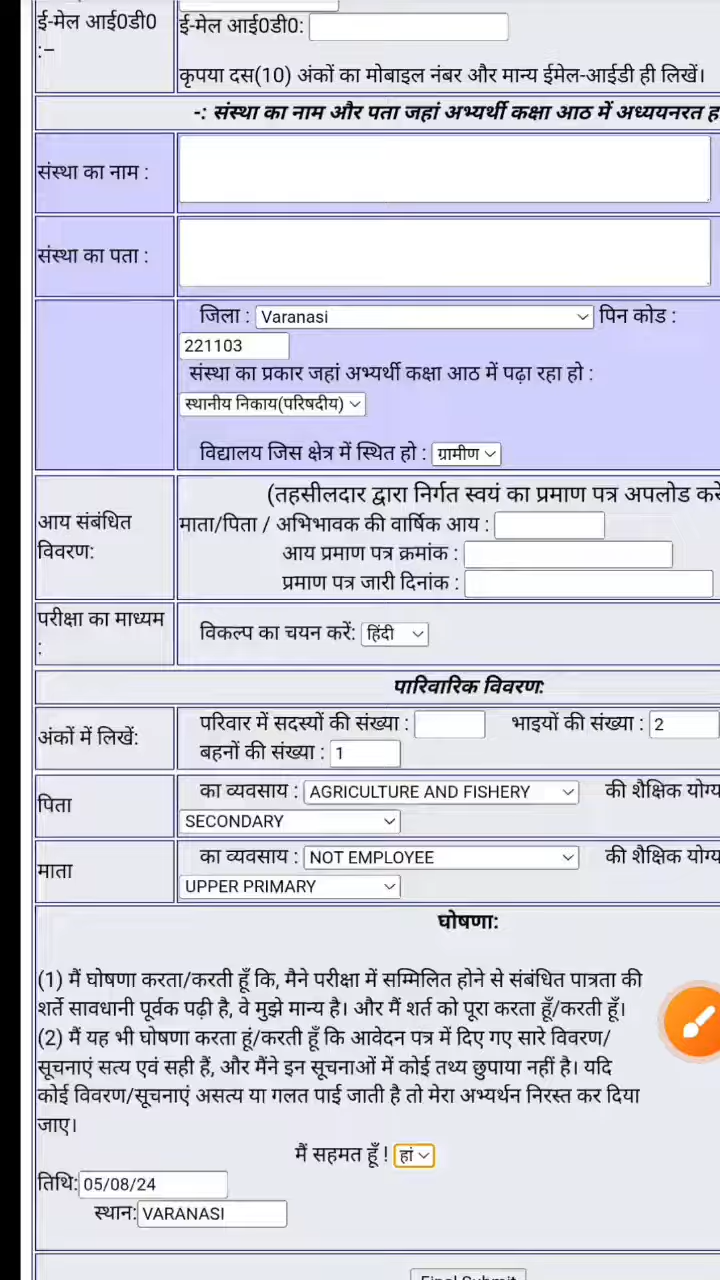 ई-मेल आई0डी0 :–
ई-मेल आई0डी0:
कृपया दस(10) अंकों का मोबाइल नंबर और मान्य ईमेल-आईडी ही लिखें।
-: संस्था का नाम और पता जहां अभ्यर्थी कक्षा आठ में अध्ययनरत ह
संस्था का नाम :
संस्था का पता :
जिला : Varanasi पिन कोड :
221103
संस्था का प्रकार जहां अभ्यर्थी कक्षा आठ में पढ़ा रहा हो :
स्थानीय निकाय(परिषदीय)
विद्यालय जिस क्षेत्र में स्थित हो : ग्रामीण
आय संबंधित विवरण:
(तहसीलदार द्वारा निर्गत स्वयं का प्रमाण पत्र अपलोड करे
माता/पिता / अभिभावक की वार्षिक आय :
आय प्रमाण पत्र क्रमांक :
प्रमाण पत्र जारी दिनांक :
परीक्षा का माध्यम :
विकल्प का चयन करें: हिंदी
पारिवारिक विवरण:
अंकों में लिखें:
परिवार में सदस्यों की संख्या : भाइयों की संख्या : 2
बहनों की संख्या : 1
पिता
का व्यवसाय : AGRICULTURE AND FISHERY की शैक्षिक योग्य
SECONDARY
माता
का व्यवसाय : NOT EMPLOYEE की शैक्षिक योग्य
UPPER PRIMARY
घोषणा:
(1) मैं घोषणा करता/करती हूँ कि, मैने परीक्षा में सम्मिलित होने से संबंधित पात्रता की
शर्ते सावधानी पूर्वक पढ़ी है, वे मुझे मान्य है। और मैं शर्त को पूरा करता हूँ/करती हूँ।
(2) मैं यह भी घोषणा करता हूं/करती हूँ कि आवेदन पत्र में दिए गए सारे विवरण/
सूचनाएं सत्य एवं सही हैं, और मैंने इन सूचनाओं में कोई तथ्य छुपाया नहीं है। यदि
कोई विवरण/सूचनाएं असत्य या गलत पाई जाती है तो मेरा अभ्यर्थन निरस्त कर दिया
जाए।
मैं सहमत हूँ ! हां
तिथि: 05/08/24
स्थान: VARANASI
Final Submit